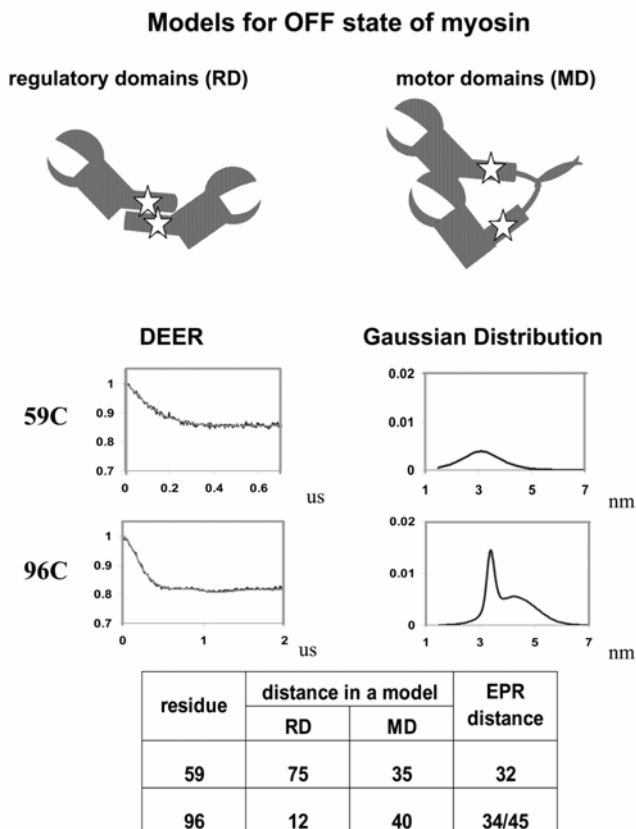 Models for OFF state of myosin
regulatory domains (RD) motor domains (MD)
DEER Gaussian Distribution
59C
1
0.9
0.8
0.7
0 0.2 0.4 0.6
us
0.02
0.01
0
1 3 5 7
nm
96C
1
0.9
0.8
0.7
0 1 2
us
0.02
0.01
0
1 3 5 7
nm
residue distance in a model EPR distance
RD MD
59 75 35 32
96 12 40 34/45